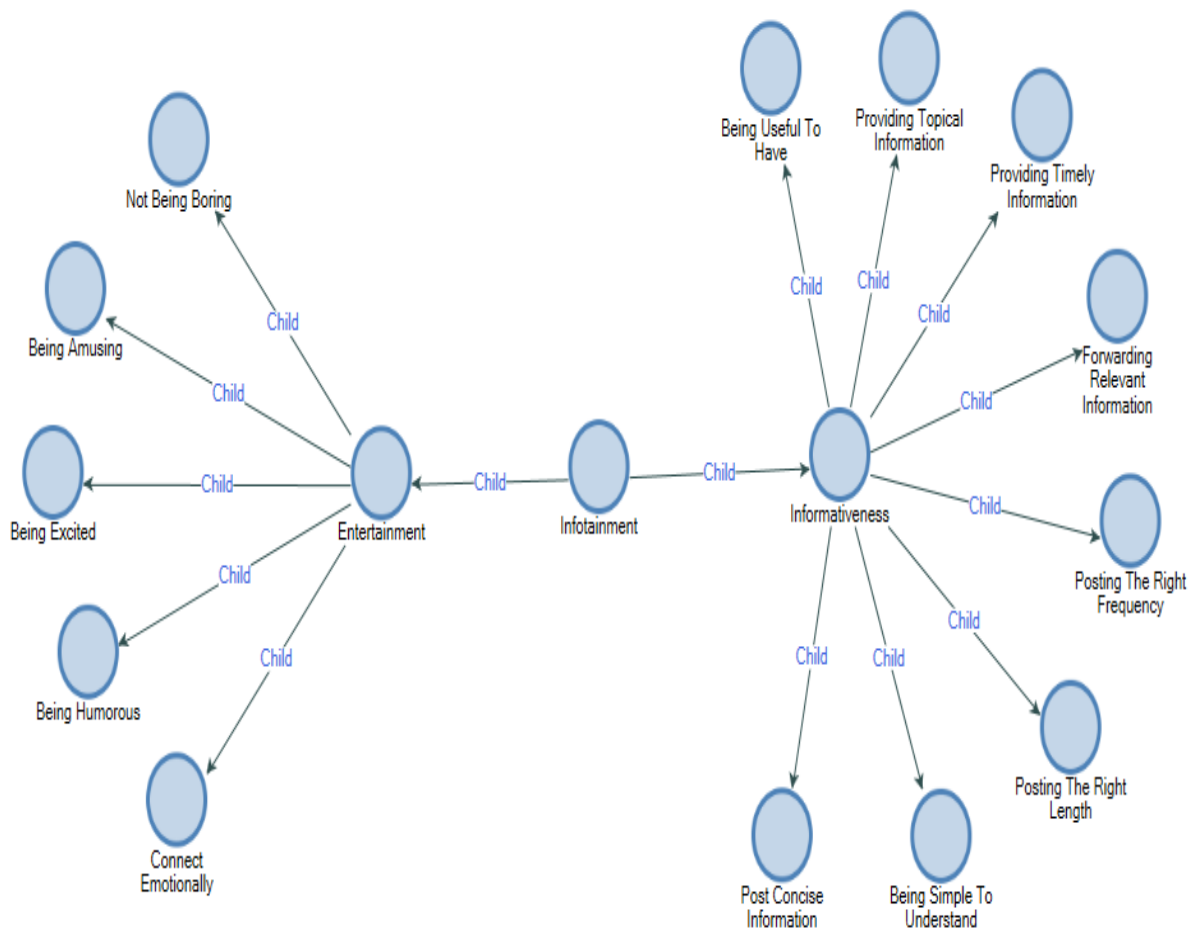 Not Being Boring
Being Amusing
Being Excited
Being Humorous
Connect
Emotionally
Child
Child
Child
Child
Child
Entertainment
Child
Infotainment
Child
Informativeness
Being Useful To
Have
Providing Topical
Information
Providing Timely
Information
Forwarding
Relevant
Information
Posting The Right
Frequency
Posting The Right
Length
Being Simple To
Understand
Post Concise
Information
Child
Child
Child
Child
Child
Child
Child
Child